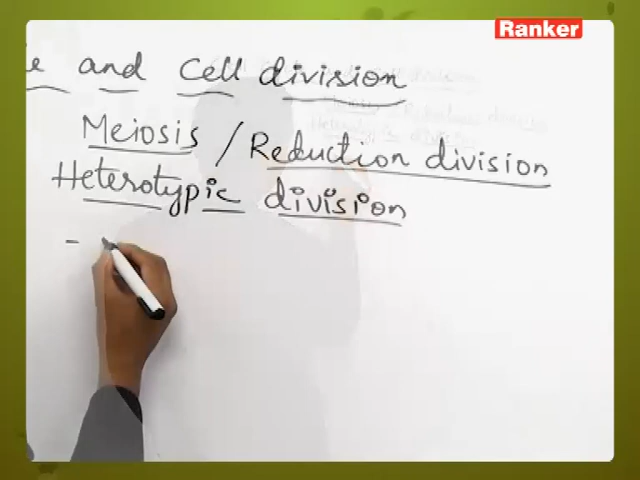 Ranker
e and Cell division
Meiosis / Reduction division
Heterotypic division
-